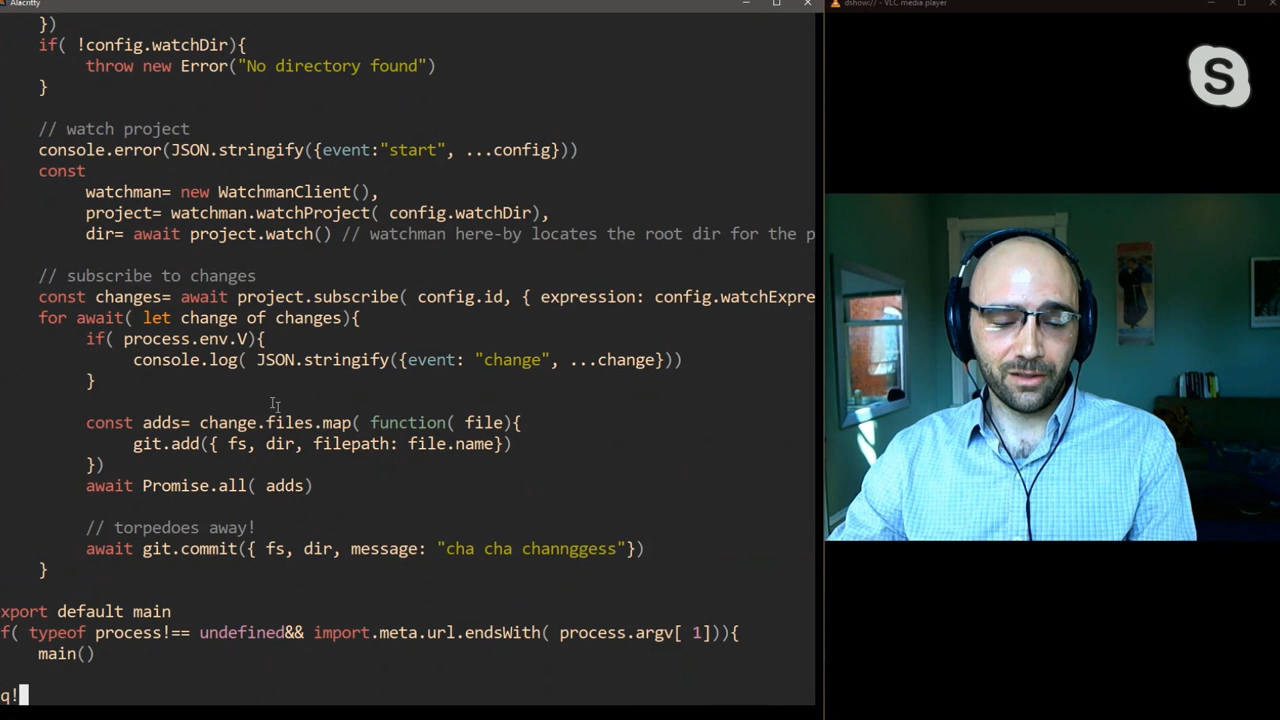 Alacritty
dshow:// - VLC media player
})
if( !config.watchDir){
throw new Error("No directory found")
}
// watch project
console.error(JSON.stringify({event:"start", ...config}))
const
watchman= new WatchmanClient(),
project= watchman.watchProject( config.watchDir),
dir= await project.watch() // watchman here-by locates the root dir for the p
// subscribe to changes
const changes= await project.subscribe( config.id, { expression: config.watchExpre
for await( let change of changes){
if( process.env.V){
console.log( JSON.stringify({event: "change", ...change}))
}
const adds= change.files.map( function( file){
git.add({ fs, dir, filepath: file.name})
})
await Promise.all( adds)
// torpedoes away!
await git.commit({ fs, dir, message: "cha cha channggess"})
}
xport default main
f( typeof process!== undefined&& import.meta.url.endsWith( process.argv[ 1])){
main()
q!
S